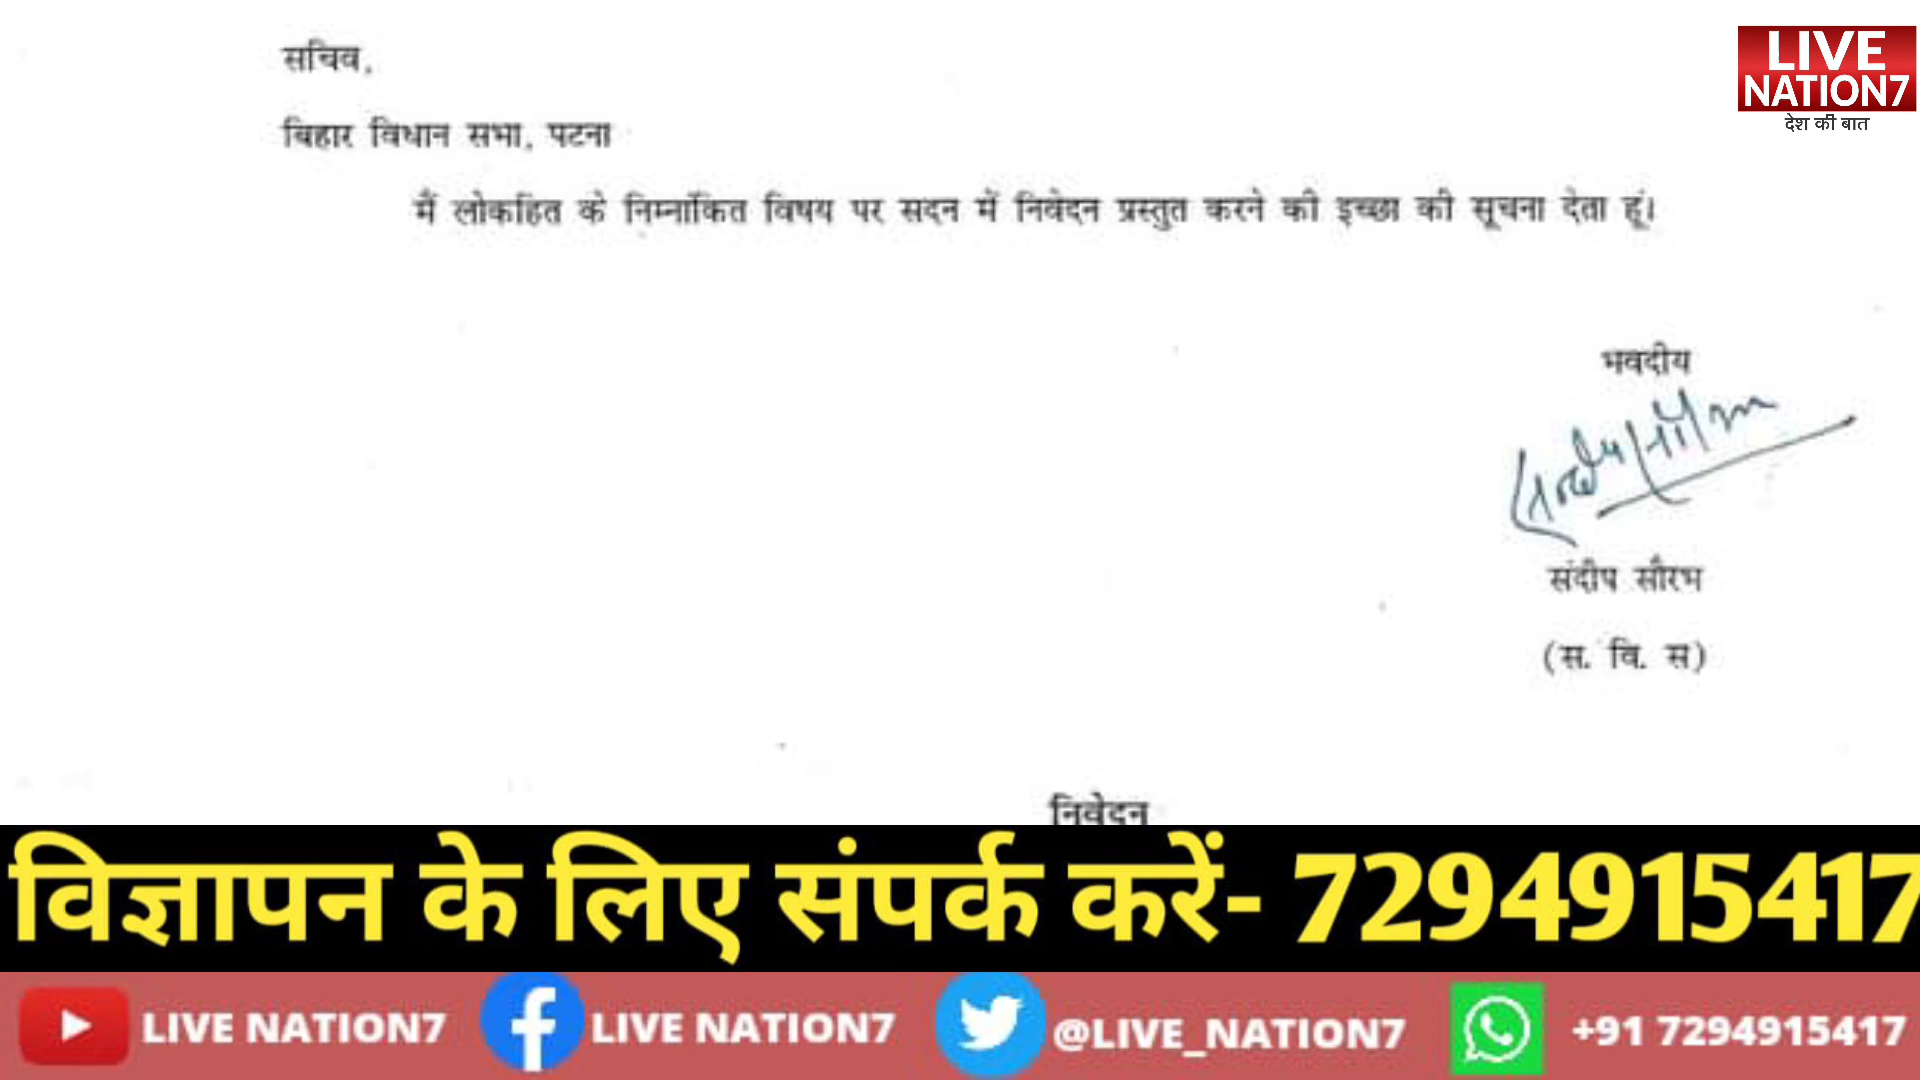 सचिव,
बिहार विधान सभा, पटना
मैं लोकहित के निम्नांकित विषय पर सदन में निवेदन प्रस्तुत करने की इच्छा की सूचना देता हूं।
भवदीय
संदीप सौरभ
(स. वि. स)
निवेदन
LIVE
NATION7
देश की बात
विज्ञापन के लिए संपर्क करें- 7294915417
LIVE NATION7
LIVE NATION7
@LIVE_NATION7
+91 7294915417